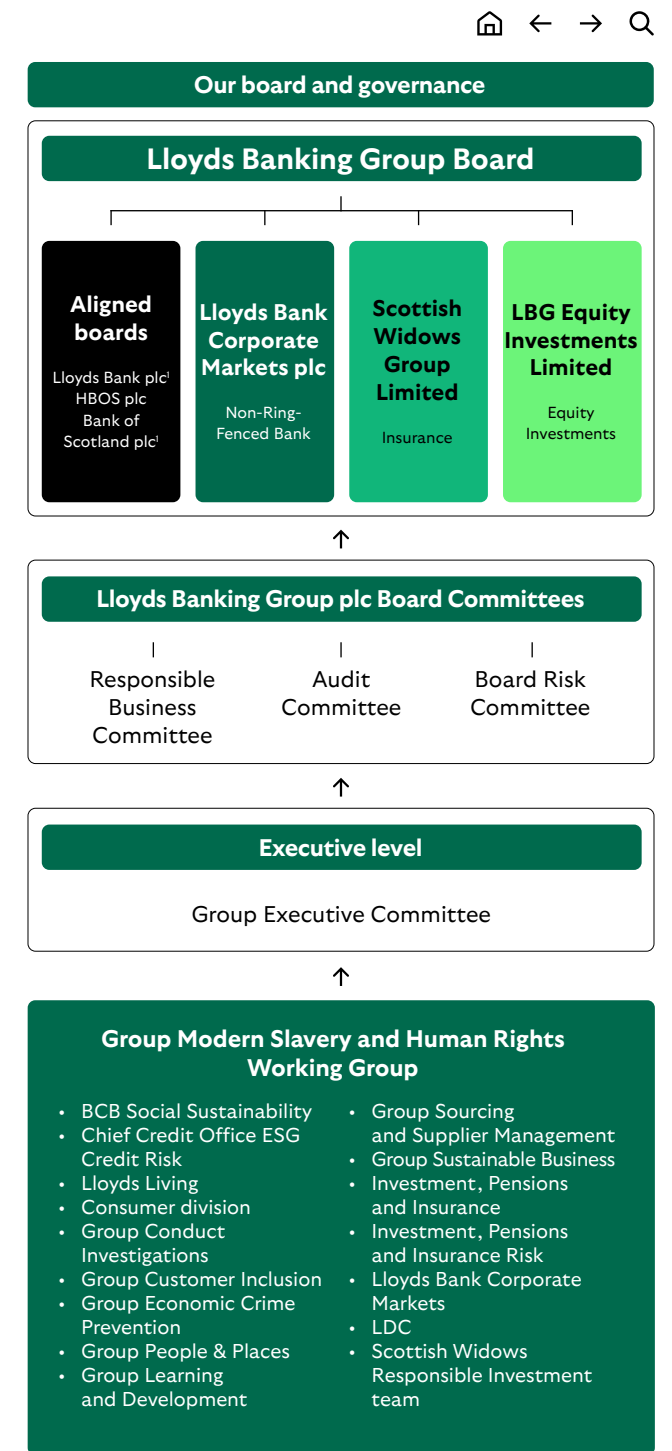 Our board and governance
Lloyds Banking Group Board
Aligned
boards
Lloyds Bank plc¹
HBOS plc
Bank of
Scotland plc¹
Lloyds Bank
Corporate
Markets plc
Non-Ring-
Fenced Bank
Scottish
Widows
Group
Limited
Insurance
LBG Equity
Investments
Limited
Equity
Investments
Lloyds Banking Group plc Board Committees
Responsible
Business
Committee
Audit
Committee
Board Risk
Committee
Executive level
Group Executive Committee
Group Modern Slavery and Human Rights
Working Group
• BCB Social Sustainability
• Chief Credit Office ESG
Credit Risk
• Lloyds Living
• Consumer division
• Group Conduct
Investigations
• Group Customer Inclusion
• Group Economic Crime
Prevention
• Group People & Places
• Group Learning
and Development
• Group Sourcing
and Supplier Management
• Group Sustainable Business
• Investment, Pensions
and Insurance
• Investment, Pensions
and Insurance Risk
• Lloyds Bank Corporate
Markets
• LDC
• Scottish Widows
Responsible Investment
team